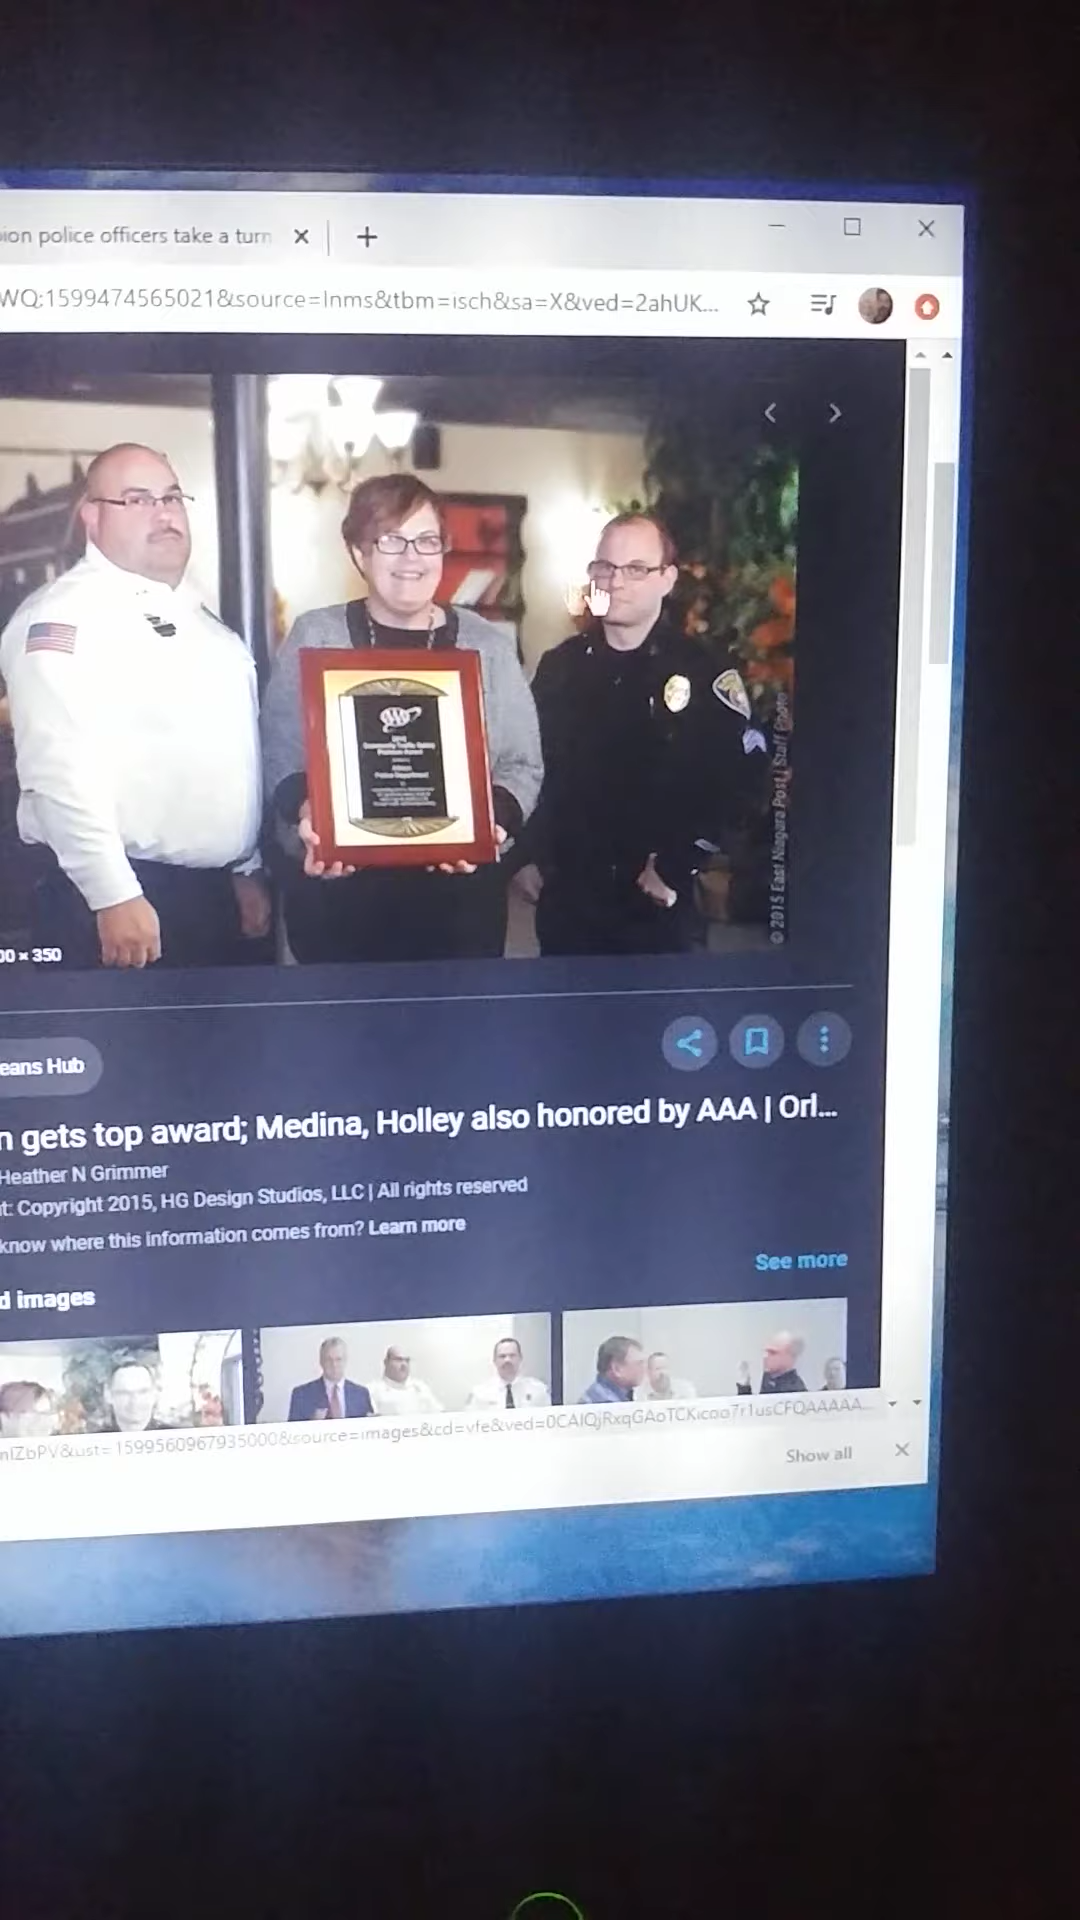 ion police officers take a turn
WQ:1599474565021&source=lnms&tbm=isch&sa=X&ved=2ahUK...
Police Department
© 2015 East Niagara Post | Staff Photo
00 × 350
eans Hub
n gets top award; Medina, Holley also honored by AAA | Orl...
Heather N Grimmer
t: Copyright 2015, HG Design Studios, LLC | All rights reserved
know where this information comes from? Learn more
See more
d images
Show all